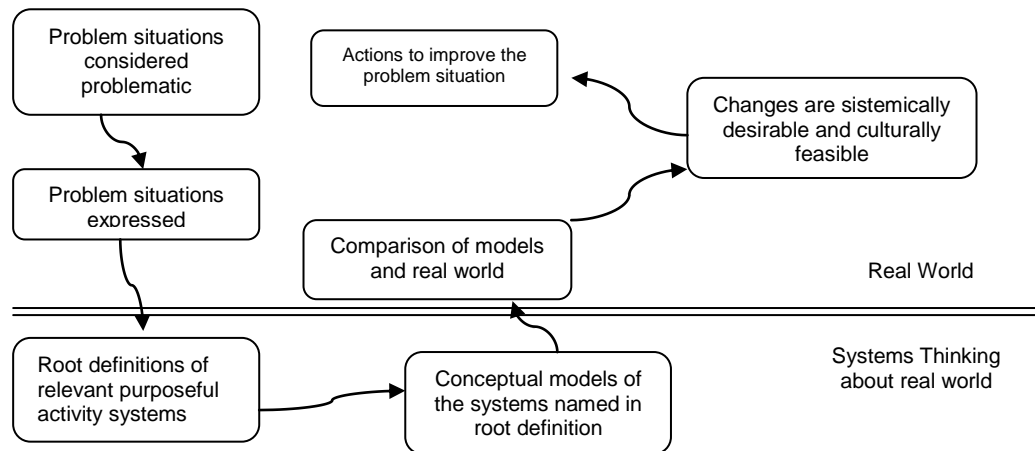 Problem situations
considered
problematic
Actions to improve the
problem situation
Changes are sistemically
desirable and culturally
feasible
Problem situations
expressed
Comparison of models
and real world
Real World
Root definitions of
relevant purposeful
activity systems
Conceptual models of
the systems named in
root definition
Systems Thinking
about real world